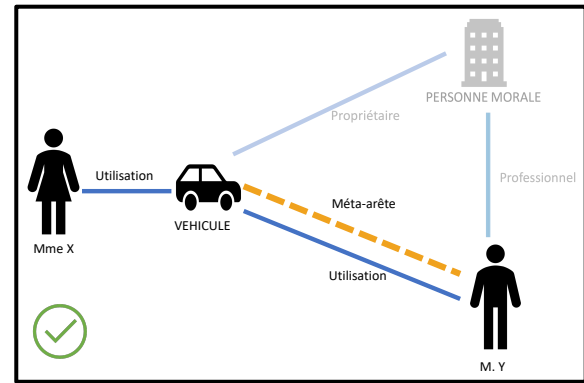 PERSONNE MORALE
Propriétaire
Professionnel
Utilisation
Méta-arête
VEHICULE
Mme X
Utilisation
M. Y